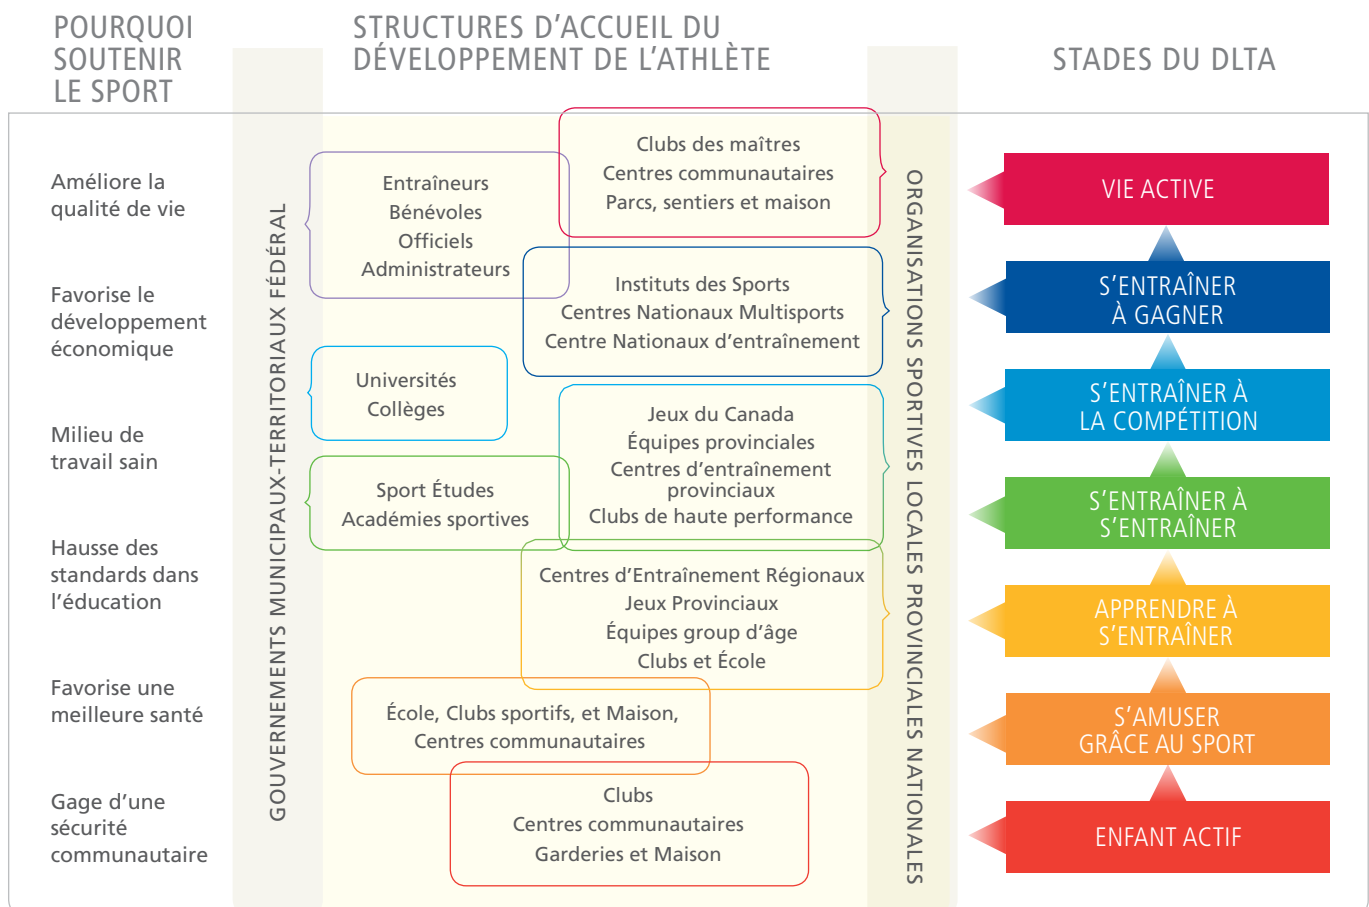 POURQUOI
SOUTENIR
LE SPORT
STRUCTURES D’ACCUEIL DU
DÉVELOPPEMENT DE L’ATHLÈTE
STADES DU DLTA
Améliore la
qualité de vie
Favorise le
développement
économique
Milieu de
travail sain
Hausse des
standards dans
l’éducation
Favorise une
meilleure santé
Gage d’une
sécurité
communautaire
GOUVERNEMENTS MUNICIPAUX-TERRITORIAUX FÉDÉRAL
Entraîneurs
Bénévoles
Officiels
Administrateurs
Universités
Collèges
Sport Études
Académies sportives
Clubs des maîtres
Centres communautaires
Parcs, sentiers et maison
Instituts des Sports
Centres Nationaux Multisports
Centre Nationaux d’entraînement
Jeux du Canada
Équipes provinciales
Centres d’entraînement
provinciaux
Clubs de haute performance
Centres d’Entraînement Régionaux
Jeux Provinciaux
Équipes group d’âge
Clubs et École
École, Clubs sportifs, et Maison,
Centres communautaires
Clubs
Centres communautaires
Garderies et Maison
ORGANISATIONS SPORTIVES LOCALES PROVINCIALES NATIONALES
VIE ACTIVE
S’ENTRAÎNER
À GAGNER
S’ENTRAÎNER À
LA COMPÉTITION
S’ENTRAÎNER À
S’ENTRAÎNER
APPRENDRE À
S’ENTRAÎNER
S’AMUSER
GRÂCE AU SPORT
ENFANT ACTIF